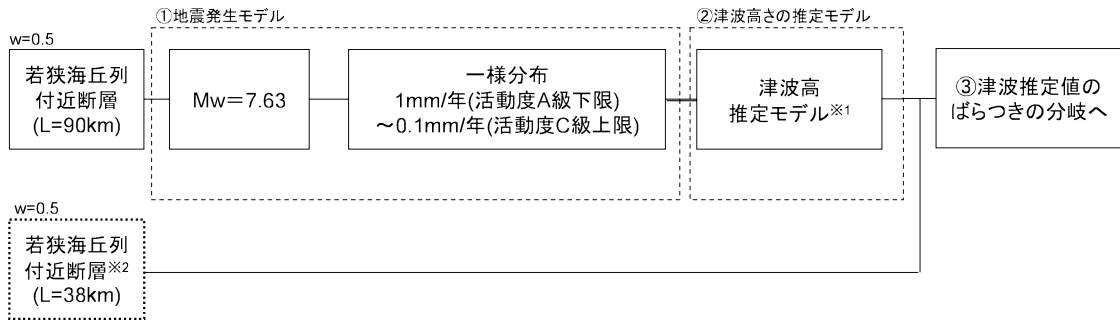 ①地震発生モデル
②津波高さの推定モデル
w=0.5
若狭海丘列
付近断層
(L=90km)
Mw=7.63
一様分布
1mm/年(活動度A級下限)
～0.1mm/年(活動度C級上限)
津波高
推定モデル※1
③津波推定値の
ばらつきの分岐へ
w=0.5
若狭海丘列
付近断層※2
(L=38km)